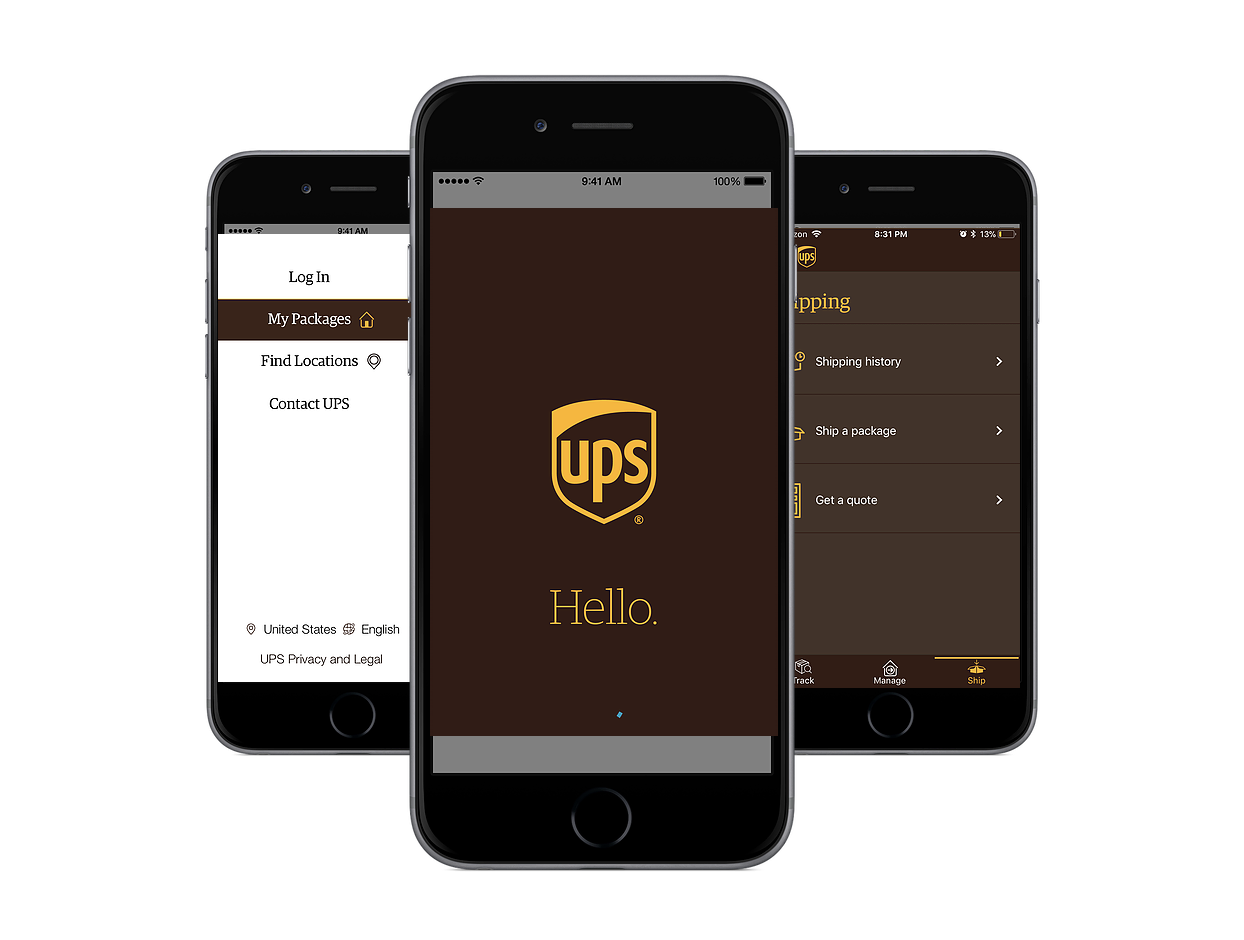 9:41 AM
Log In
My Packages
Find Locations
Contact UPS
United States English
UPS Privacy and Legal
9:41 AM 100%
ups
®
Hello.
8:31 PM 13%
ups
Shipping history
Ship a package
Get a quote
Track Manage Ship